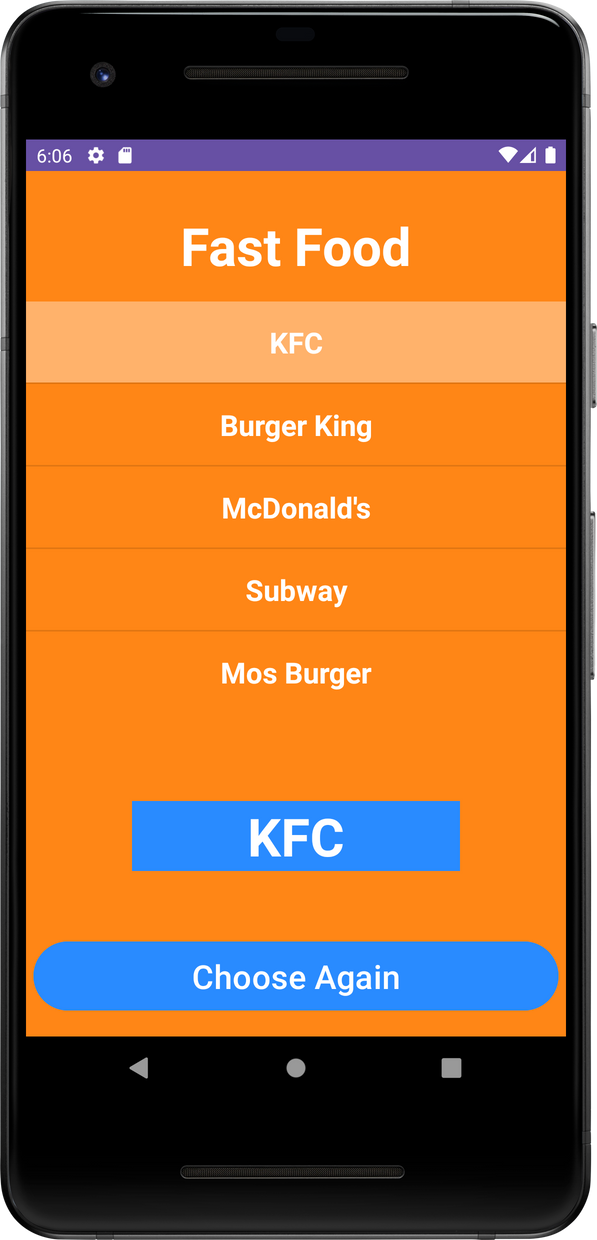 6:06
Fast Food
KFC
Burger King
McDonald's
Subway
Mos Burger
KFC
Choose Again